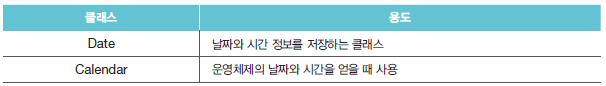 클래스 용도
Date 날짜와 시간 정보를 저장하는 클래스
Calendar 운영체제의 날짜와 시간을 얻을 때 사용